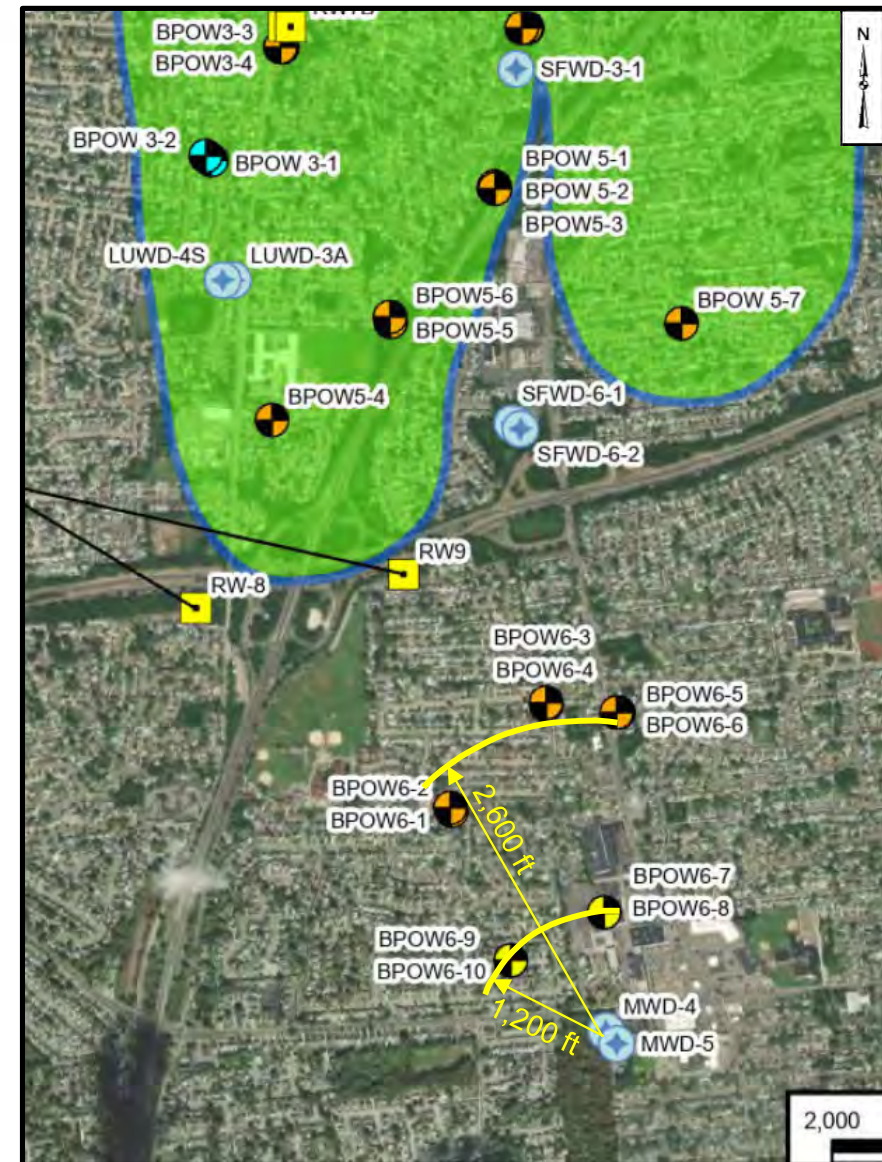 N
BPOW3-3
BPOW3-4
SFWD-3-1
BPOW 3-2
BPOW 3-1
BPOW 5-1
BPOW 5-2
BPOW5-3
LUWD-4S
LUWD-3A
BPOW5-6
BPOW5-5
BPOW 5-7
BPOW5-4
SFWD-6-1
SFWD-6-2
RW9
RW-8
BPOW6-3
BPOW6-4
BPOW6-5
BPOW6-6
BPOW6-2
BPOW6-1
2,600 ft
BPOW6-7
BPOW6-8
BPOW6-9
BPOW6-10
1,200 ft
MWD-4
MWD-5
2,000